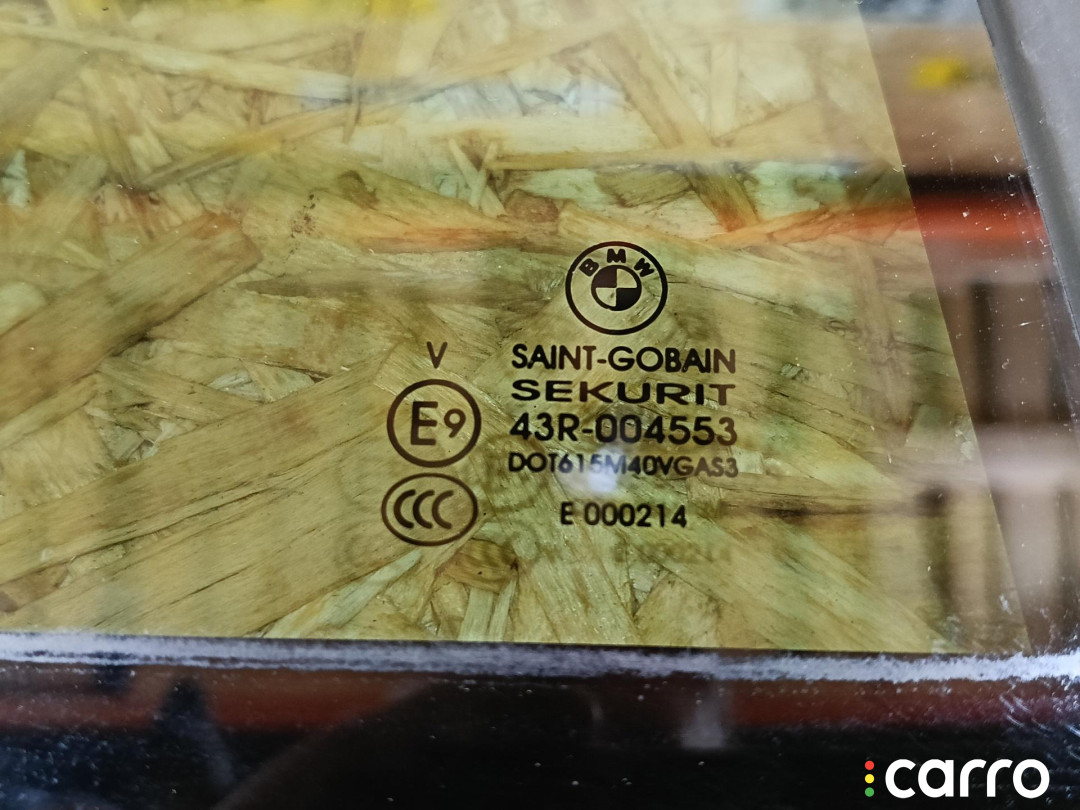 BMW
V
SAINT-GOBAIN
SEKURIT
E9
43R-004553
DOT615M40VGAS3
CCC
E 000214
carro